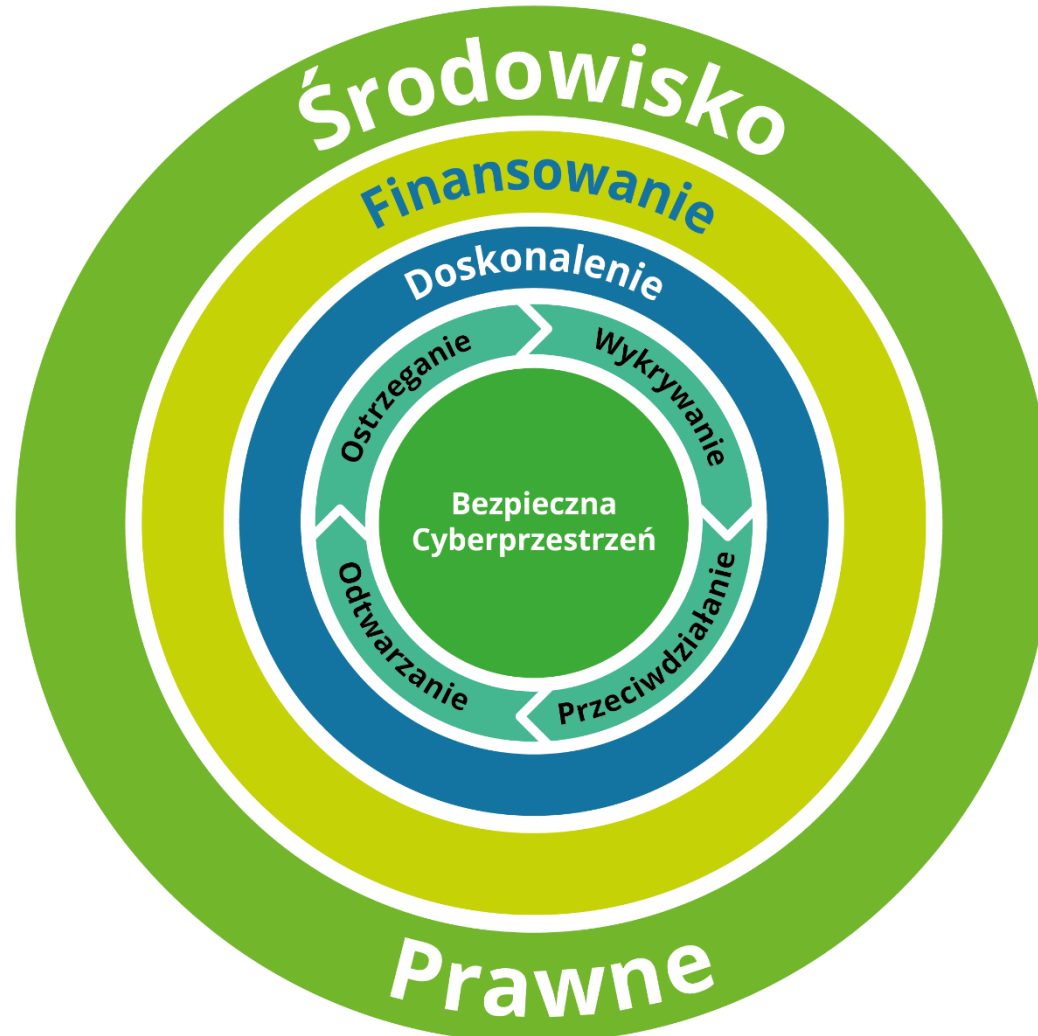 Środowisko
Finansowanie
Doskonalenie
Ostrzeganie
Wykrywanie
Bezpieczna
Cyberprzestrzeń
Odtwarzanie
Przeciwdziałanie
Prawne